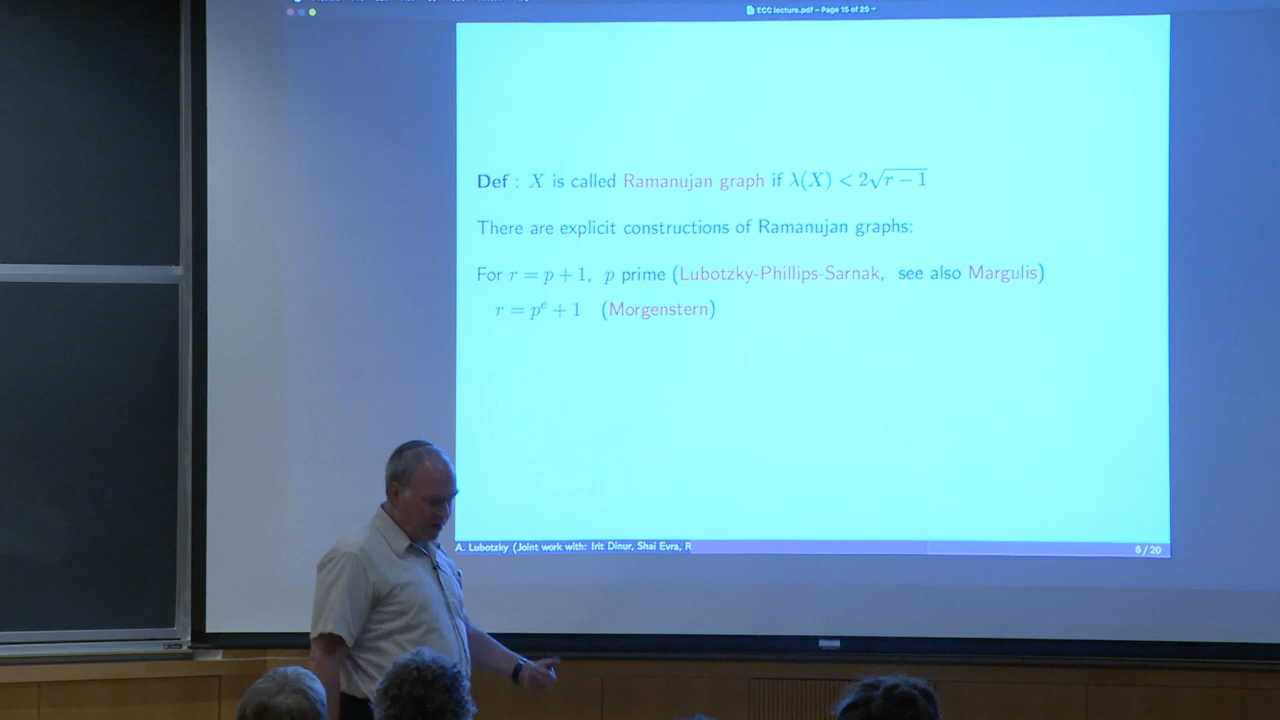 ECC lecture.pdf – Page 15 of 29
Def : X is called Ramanujan graph if λ(X) < 2√(r − 1)
There are explicit constructions of Ramanujan graphs:
For r = p + 1, p prime (Lubotzky-Phillips-Sarnak, see also Margulis)
r = pᵉ + 1 (Morgenstern)
A. Lubotzky (Joint work with: Irit Dinur, Shai Evra, R
6 / 20